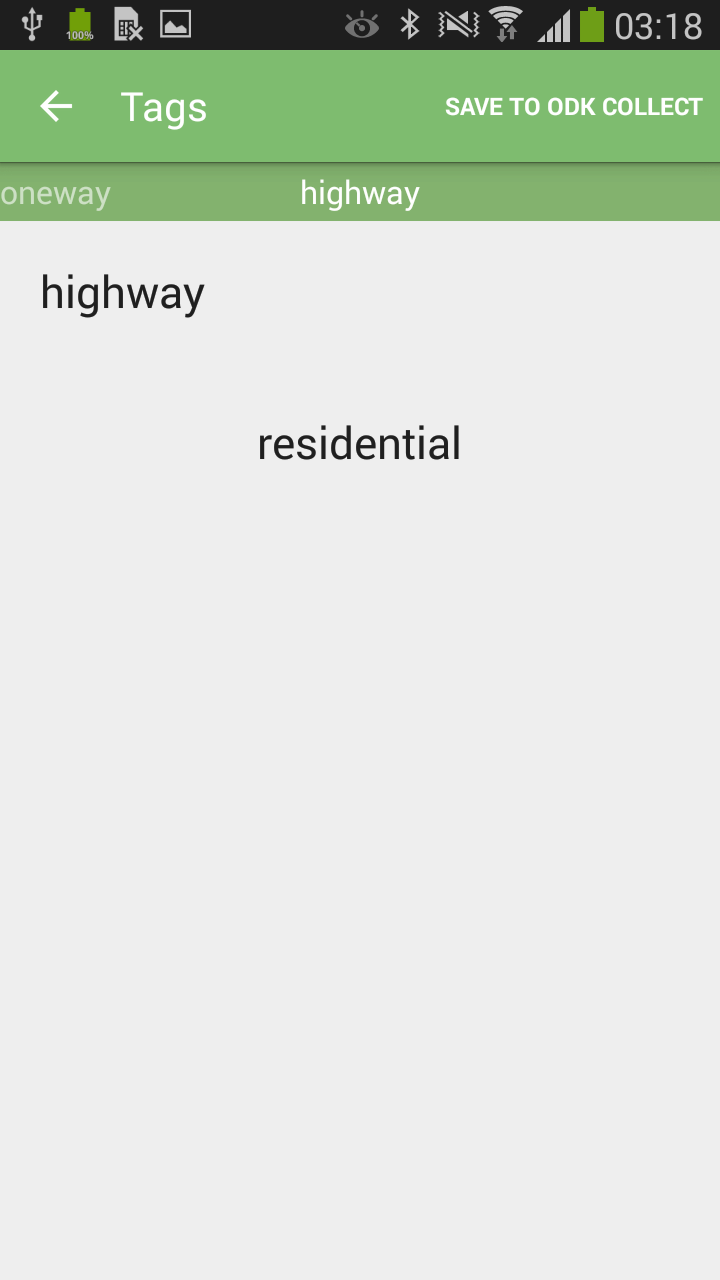 100%
03:18
Tags
SAVE TO ODK COLLECT
oneway
highway
highway
residential